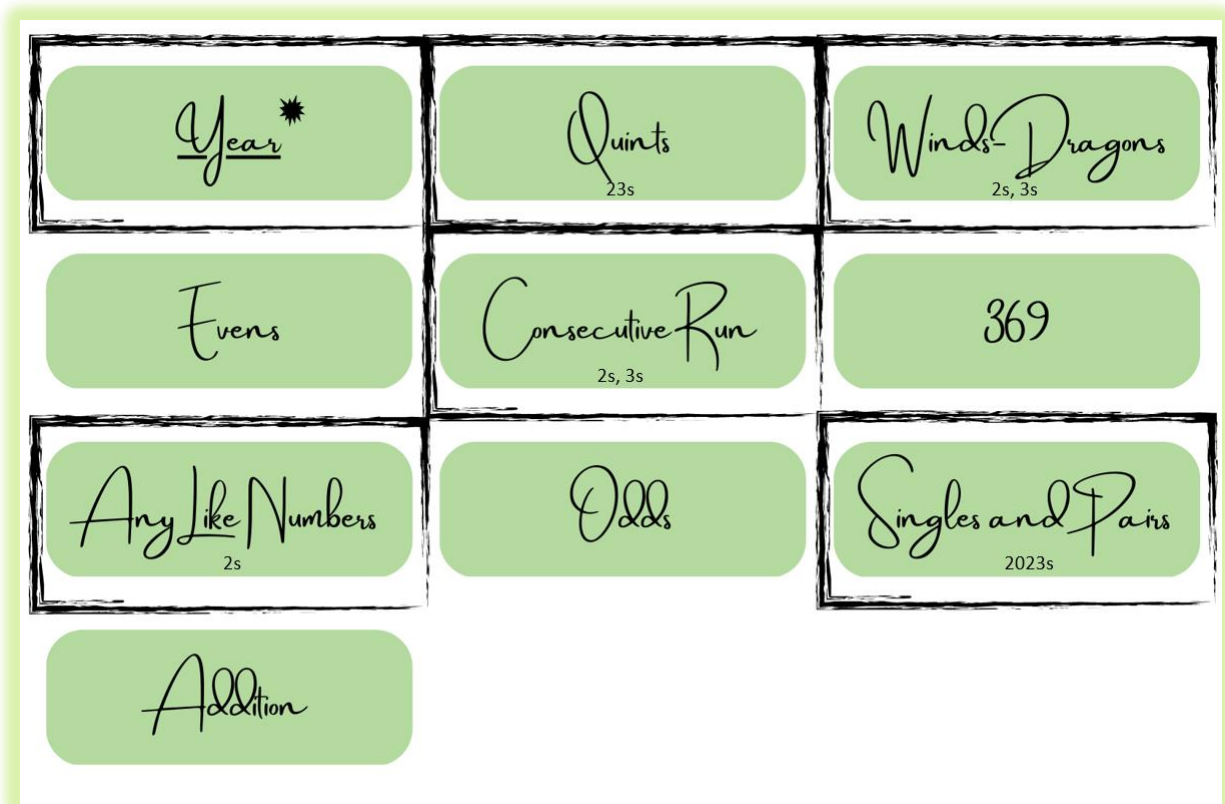 Year*
Quints
23s
Winds-Dragons
2s, 3s
Evens
Consecutive Run
2s, 3s
369
Any Like Numbers
2s
Odds
Singles and Pairs
2023s
Addition